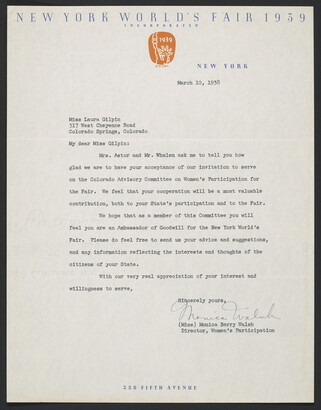 NEW YORK WORLD'S FAIR 1939
INCORPORATED
1939
NEW YORK
March 10, 1938
Miss Laura Gilpin
317 West Cheyenne Road
Colorado Springs, Colorado
My dear Miss Gilpin:
Mrs. Astor and Mr. Whalen ask me to tell you how
glad we are to have your acceptance of our invitation to serve
on the Colorado Advisory Committee on Women's Participation for
the Fair. We feel that your cooperation will be a most valuable
contribution, both to your State's participation and to the Fair.
We hope that as a member of this Committee you will
feel you are an Ambassador of Goodwill for the New York World's
Fair. Please do feel free to send us your advice and suggestions,
and any information reflecting the interests and thoughts of the
citizens of your State.
With our very real appreciation of your interest and
willingness to serve,
Sincerely yours,
Monica Walsh
(Miss) Monica Barry Walsh
Director, Women's Participation
350 FIFTH AVENUE